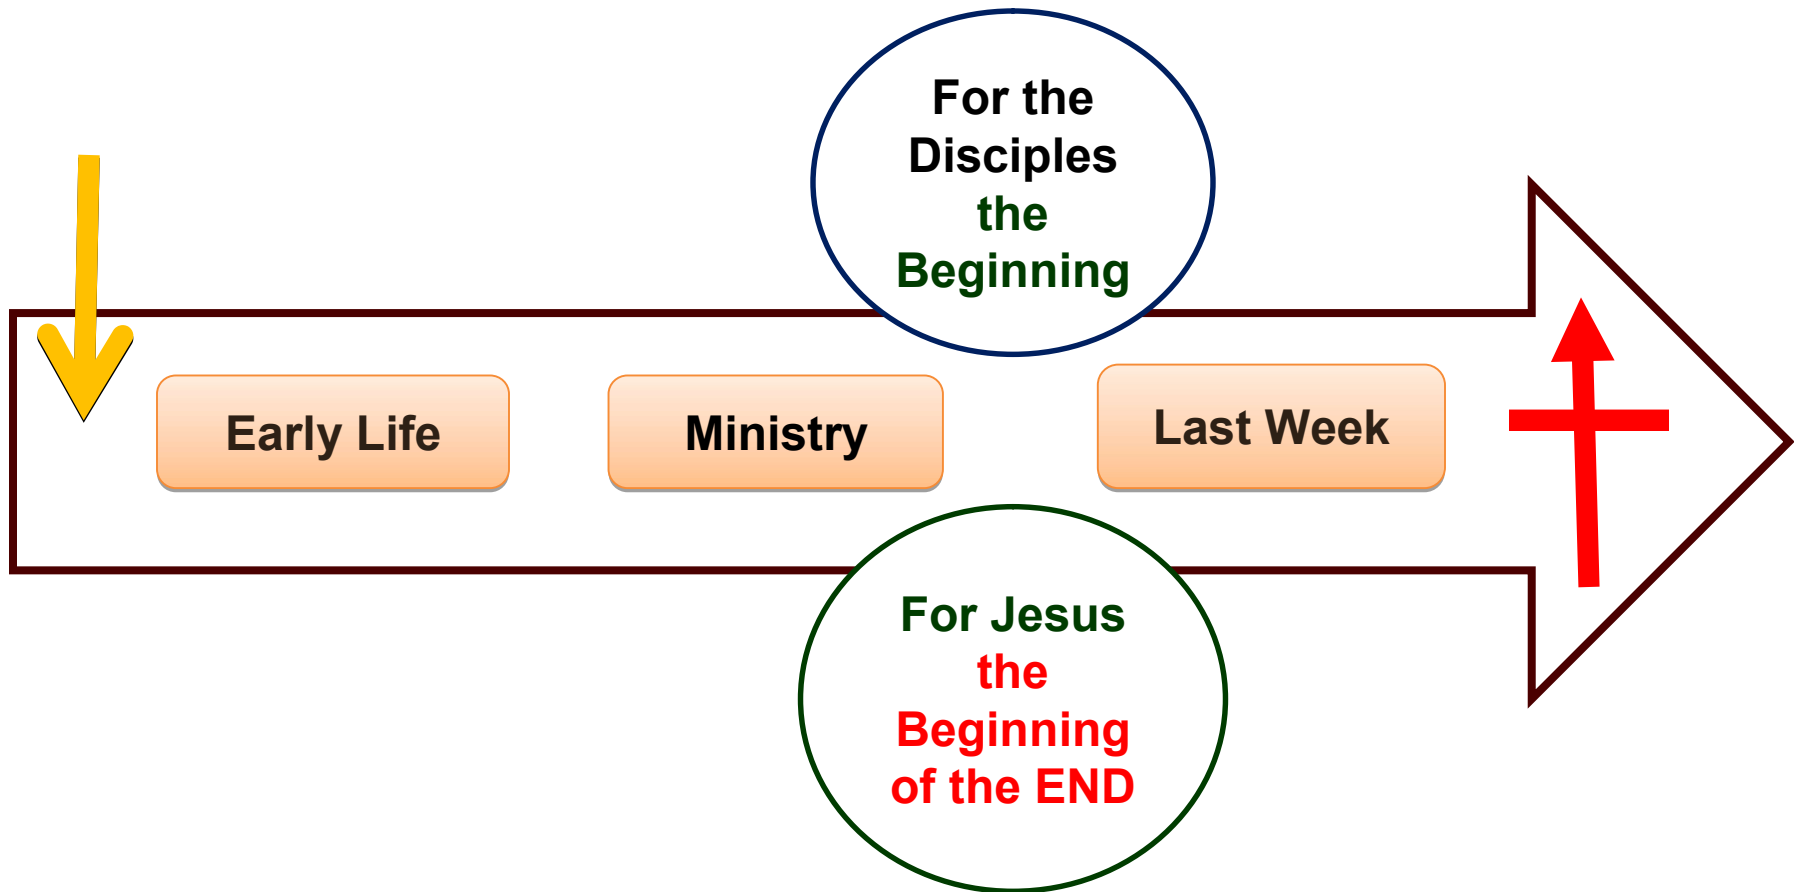 For the
Disciples
the
Beginning
Early Life
Ministry
Last Week
For Jesus
the
Beginning
of the END